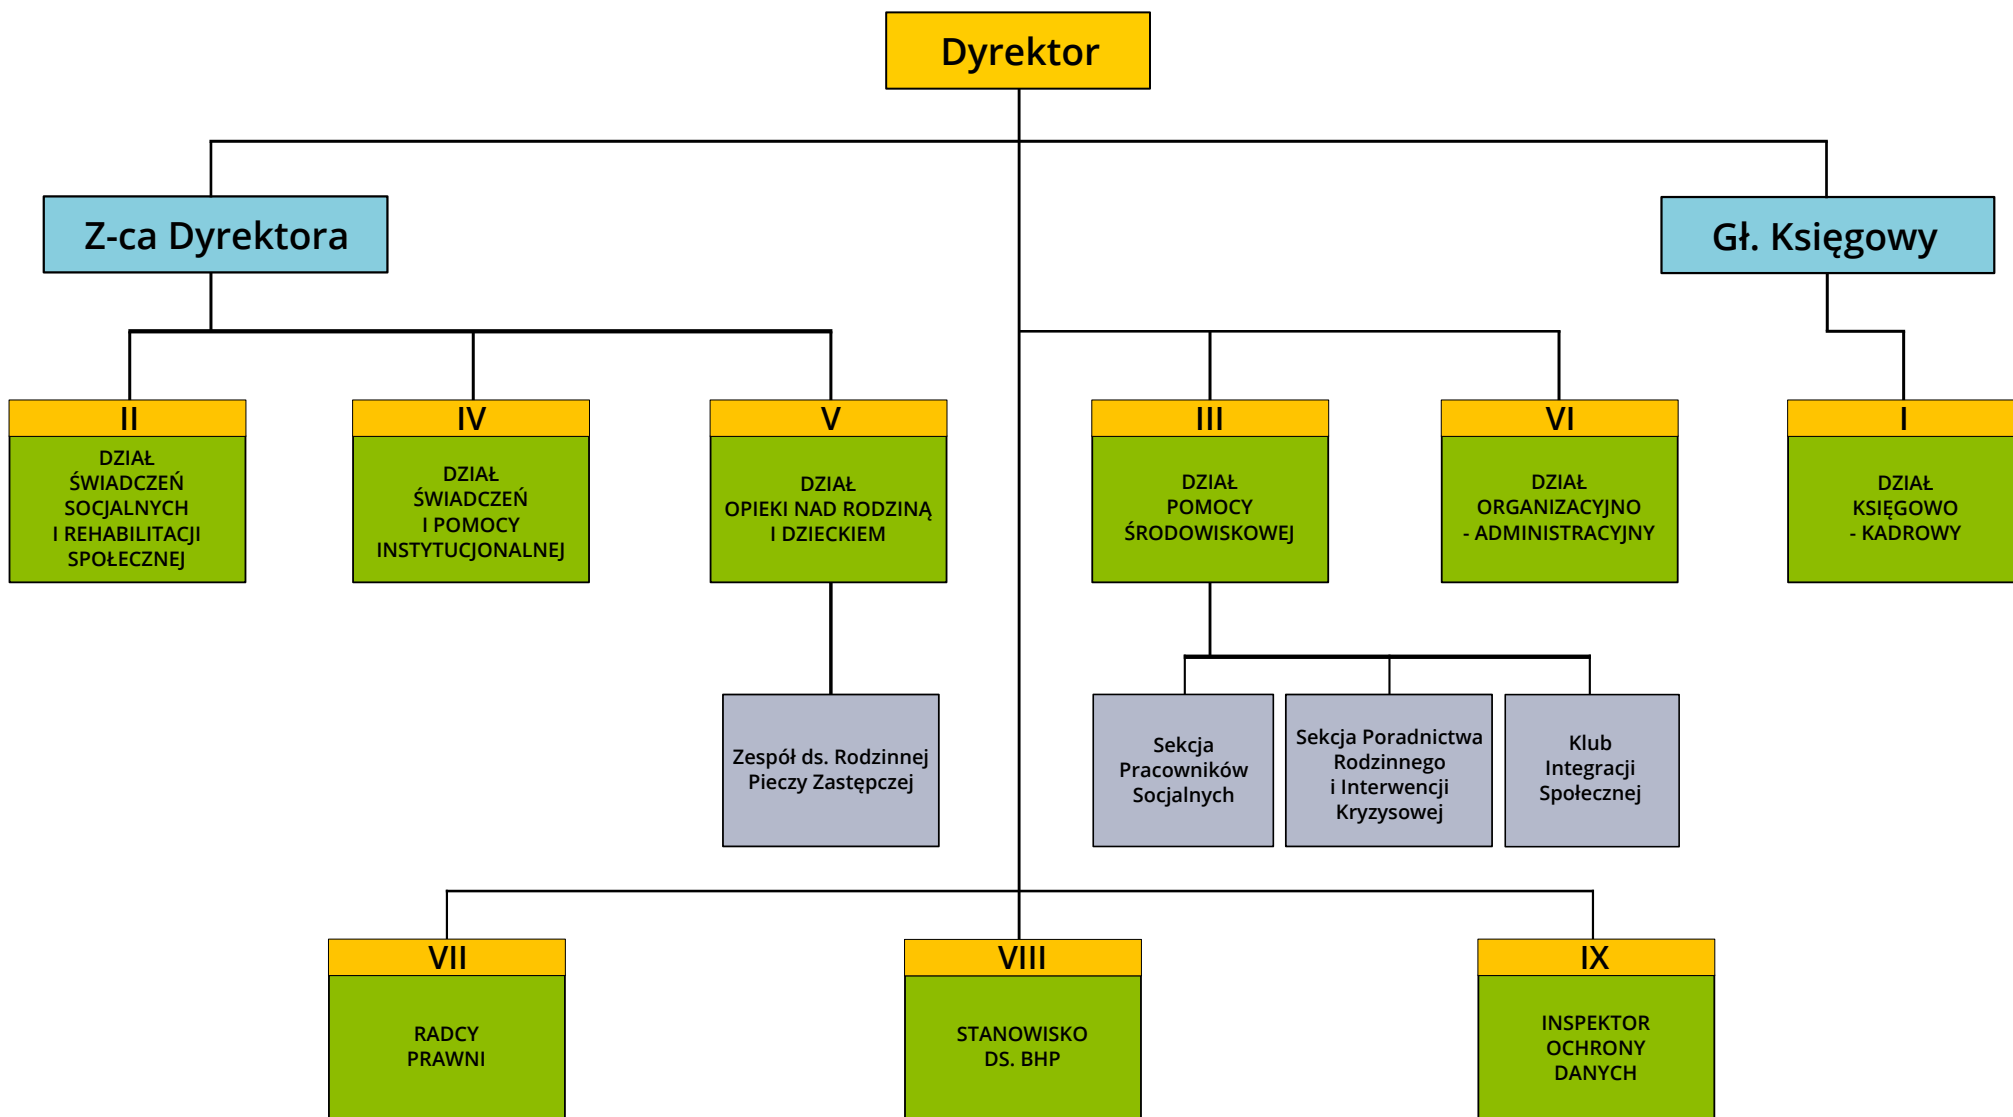 Dyrektor
Z-ca Dyrektora
Gł. Księgowy
II
DZIAŁ
ŚWIADCZEŃ
SOCJALNYCH
I REHABILITACJI
SPOŁECZNEJ
IV
DZIAŁ
ŚWIADCZEŃ
I POMOCY
INSTYTUCJONALNEJ
V
DZIAŁ
OPIEKI NAD RODZINĄ
I DZIECKIEM
III
DZIAŁ
POMOCY
ŚRODOWISKOWEJ
VI
DZIAŁ
ORGANIZACYJNO
- ADMINISTRACYJNY
I
DZIAŁ
KSIĘGOWO
- KADROWY
Zespół ds. Rodzinnej
Pieczy Zastępczej
Sekcja
Pracowników
Socjalnych
Sekcja Poradnictwa
Rodzinnego
i Interwencji
Kryzysowej
Klub
Integracji
Społecznej
VII
RADCY
PRAWNI
VIII
STANOWISKO
DS. BHP
IX
INSPEKTOR
OCHRONY
DANYCH